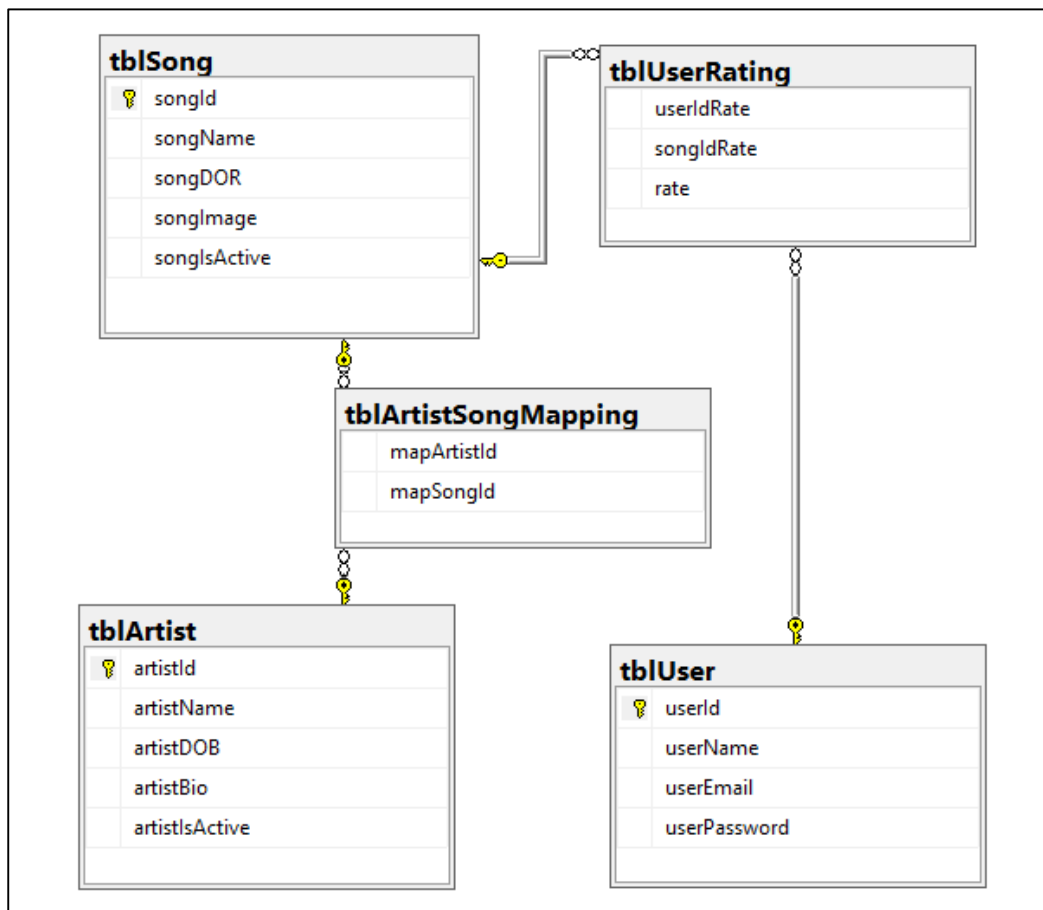 tblSong
songId
songName
songDOR
songImage
songIsActive
tblUserRating
userIdRate
songIdRate
rate
tblArtistSongMapping
mapArtistId
mapSongId
tblArtist
artistId
artistName
artistDOB
artistBio
artistIsActive
tblUser
userId
userName
userEmail
userPassword